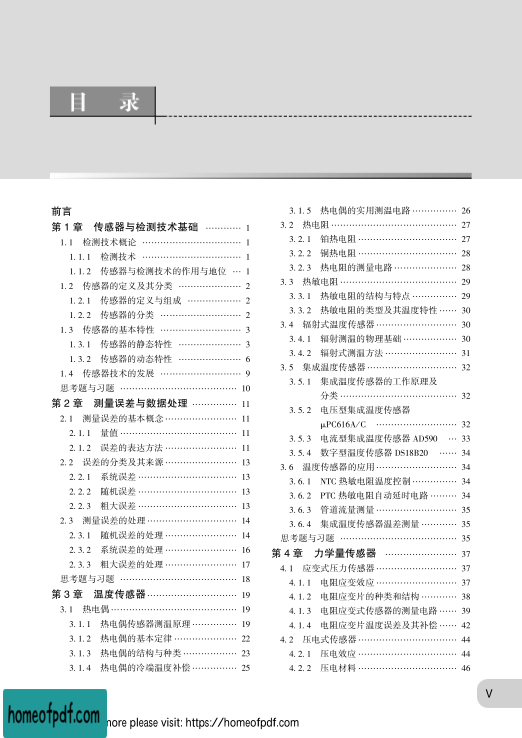 目 录
前言
第 1 章 传感器与检测技术基础 ………… 1
1. 1 检测技术概论 …………………………… 1
1. 1. 1 检测技术 …………………………… 1
1. 1. 2 传感器与检测技术的作用与地位 … 1
1. 2 传感器的定义及其分类 ………………… 2
1. 2. 1 传感器的定义与组成 ……………… 2
1. 2. 2 传感器的分类 ……………………… 2
1. 3 传感器的基本特性 ……………………… 3
1. 3. 1 传感器的静态特性 ………………… 3
1. 3. 2 传感器的动态特性 ………………… 6
1. 4 传感器技术的发展 ……………………… 9
思考题与习题 ………………………………… 10
第 2 章 测量误差与数据处理 …………… 11
2. 1 测量误差的基本概念 …………………… 11
2. 1. 1 量值 ………………………………… 11
2. 1. 2 误差的表达方法 …………………… 11
2. 2 误差的分类及其来源 …………………… 13
2. 2. 1 系统误差 …………………………… 13
2. 2. 2 随机误差 …………………………… 13
2. 2. 3 粗大误差 …………………………… 13
2. 3 测量误差的处理 ………………………… 14
2. 3. 1 随机误差的处理 …………………… 14
2. 3. 2 系统误差的处理 …………………… 16
2. 3. 3 粗大误差的处理 …………………… 17
思考题与习题 ………………………………… 18
第 3 章 温度传感器 ………………………… 19
3. 1 热电偶 …………………………………… 19
3. 1. 1 热电偶传感器测温原理 …………… 19
3. 1. 2 热电偶的基本定律 ………………… 22
3. 1. 3 热电偶的结构与种类 ……………… 23
3. 1. 4 热电偶的冷端温度补偿 …………… 25
3. 1. 5 热电偶的实用测温电路 …………… 26
3. 2 热电阻 …………………………………… 27
3. 2. 1 铂热电阻 …………………………… 27
3. 2. 2 铜热电阻 …………………………… 28
3. 2. 3 热电阻的测量电路 ………………… 28
3. 3 热敏电阻 ………………………………… 29
3. 3. 1 热敏电阻的结构与特点 …………… 29
3. 3. 2 热敏电阻的类型及其温度特性 …… 30
3. 4 辐射式温度传感器 ……………………… 30
3. 4. 1 辐射测温的物理基础 ……………… 30
3. 4. 2 辐射式测温方法 …………………… 31
3. 5 集成温度传感器 ………………………… 32
3. 5. 1 集成温度传感器的工作原理及
分类 ………………………………… 32
3. 5. 2 电压型集成温度传感器
μPC616A/C ……………………… 32
3. 5. 3 电流型集成温度传感器 AD590 … 33
3. 5. 4 数字型温度传感器 DS18B20 …… 34
3. 6 温度传感器的应用 ……………………… 34
3. 6. 1 NTC 热敏电阻温度控制 …………… 34
3. 6. 2 PTC 热敏电阻自动延时电路 ……… 34
3. 6. 3 管道流量测量 ……………………… 35
3. 6. 4 集成温度传感器温差测量 ………… 35
思考题与习题 ………………………………… 35
第 4 章 力学量传感器 …………………… 37
4. 1 应变式压力传感器 ……………………… 37
4. 1. 1 电阻应变效应 ……………………… 37
4. 1. 2 电阻应变片的种类和结构 ………… 38
4. 1. 3 电阻应变式传感器的测量电路 …… 39
4. 1. 4 电阻应变片温度误差及其补偿 …… 42
4. 2 压电式传感器 …………………………… 44
4. 2. 1 压电效应 …………………………… 44
4. 2. 2 压电材料 …………………………… 46
V
homeofpdf.com
more please visit: https://homeofpdf.com